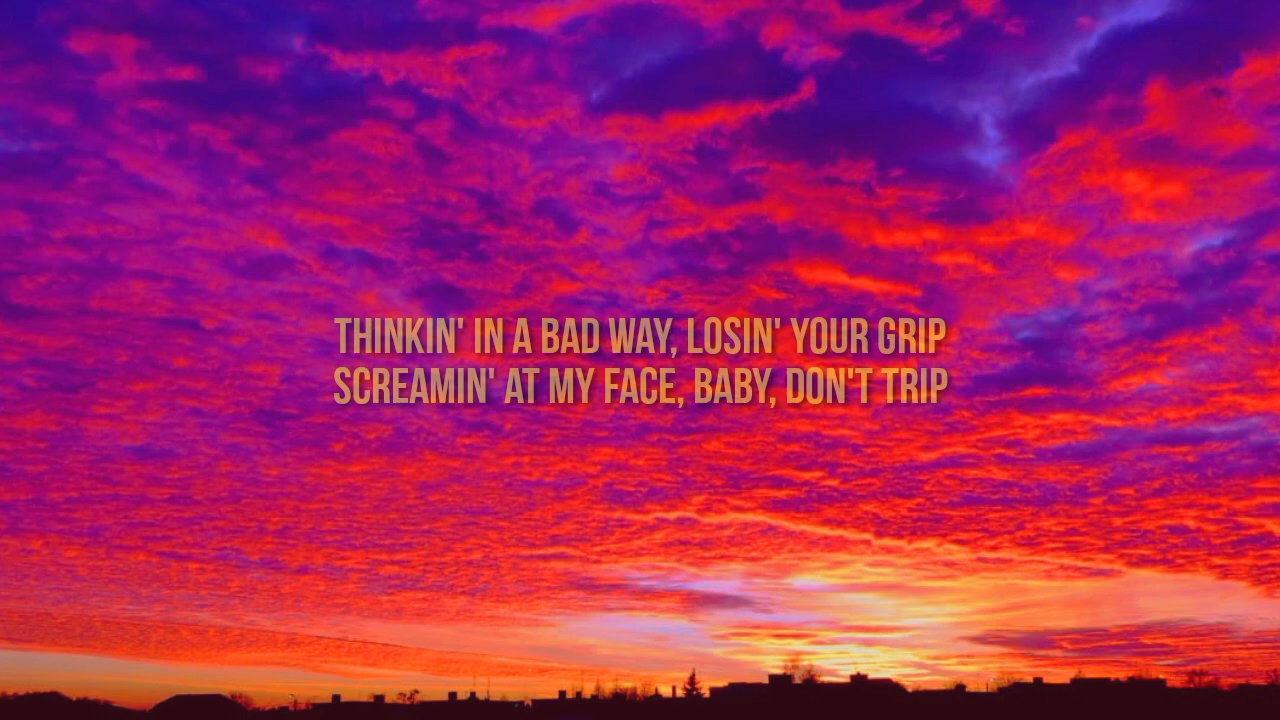 THINKIN' IN A BAD WAY, LOSIN' YOUR GRIP
SCREAMIN' AT MY FACE, BABY, DON'T TRIP